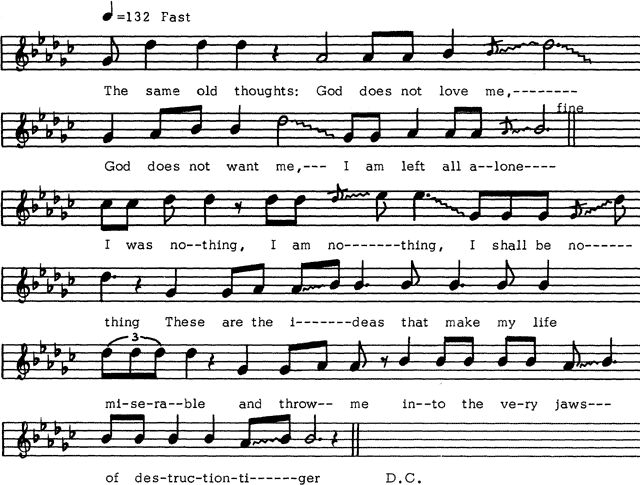 ♩=132 Fast
The same old thoughts: God does not love me,--------
fine
God does not want me,--- I am left all a--lone----
I was no--thing, I am no-------thing, I shall be no------
thing These are the i-------deas that make my life
3
mi-se-ra--ble and throw-- me in--to the ve-ry jaws---
of des-truc-tion-ti------ger D.C.